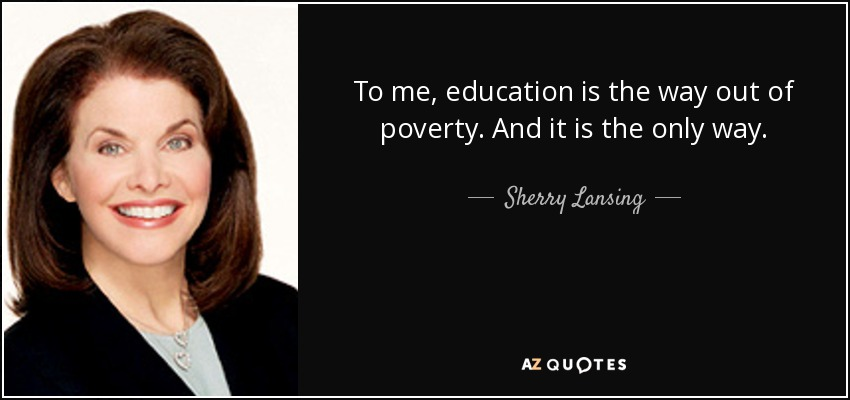 To me, education is the way out of
poverty. And it is the only way.
Sherry Lansing
AZ QUOTES